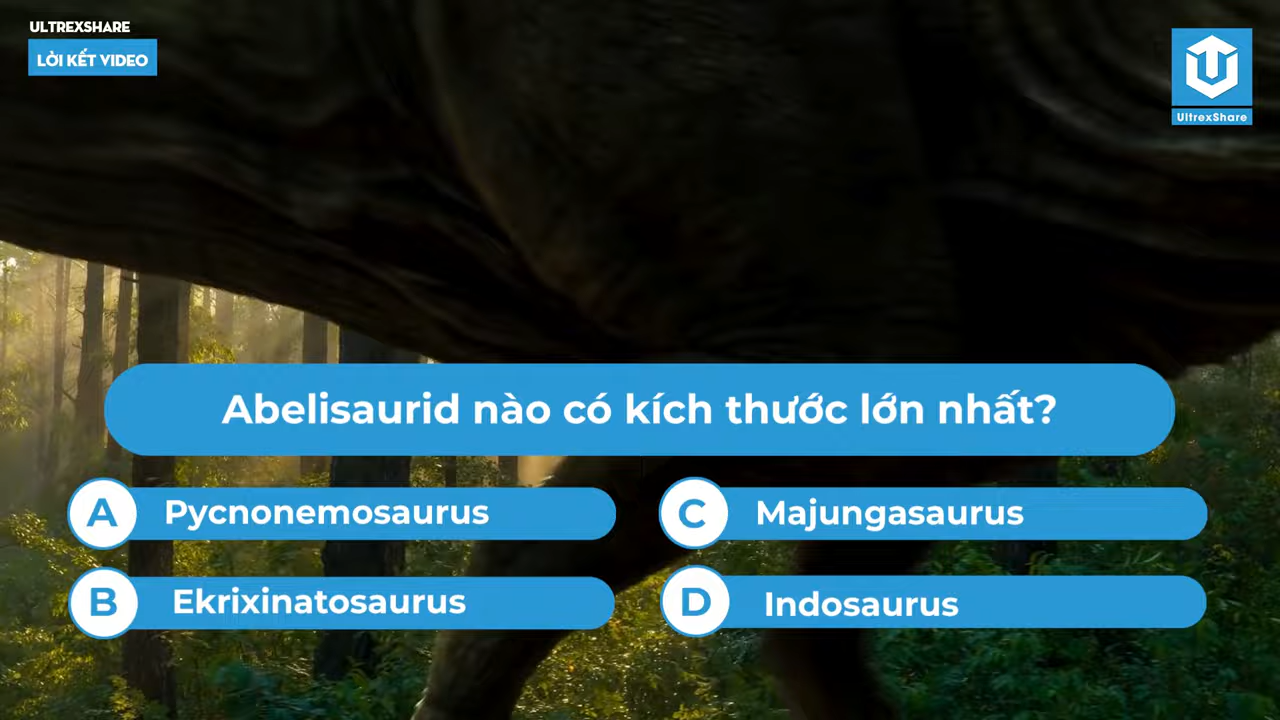 ULTREXSHARE
LỜI KẾT VIDEO
UltrexShare
Abelisaurid nào có kích thước lớn nhất?
A Pycnonemosaurus
B Ekrixinatosaurus
C Majungasaurus
D Indosaurus